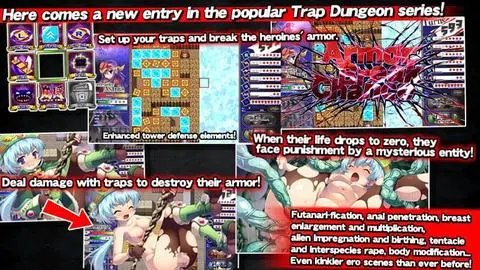 Here comes a new entry in the popular Trap Dungeon series!
Set up your traps and break the heroines' armor.
Armor
Break
Chance
Enhanced tower defense elements!
When their life drops to zero, they
face punishment by a mysterious entity!
Deal damage with traps to destroy their armor!
Futanari-fication, anal penetration, breast
enlargement and multiplication,
alien impregnation and birthing, tentacle
and interspecies rape, body modification...
Even kinkier ero scenes than ever before!